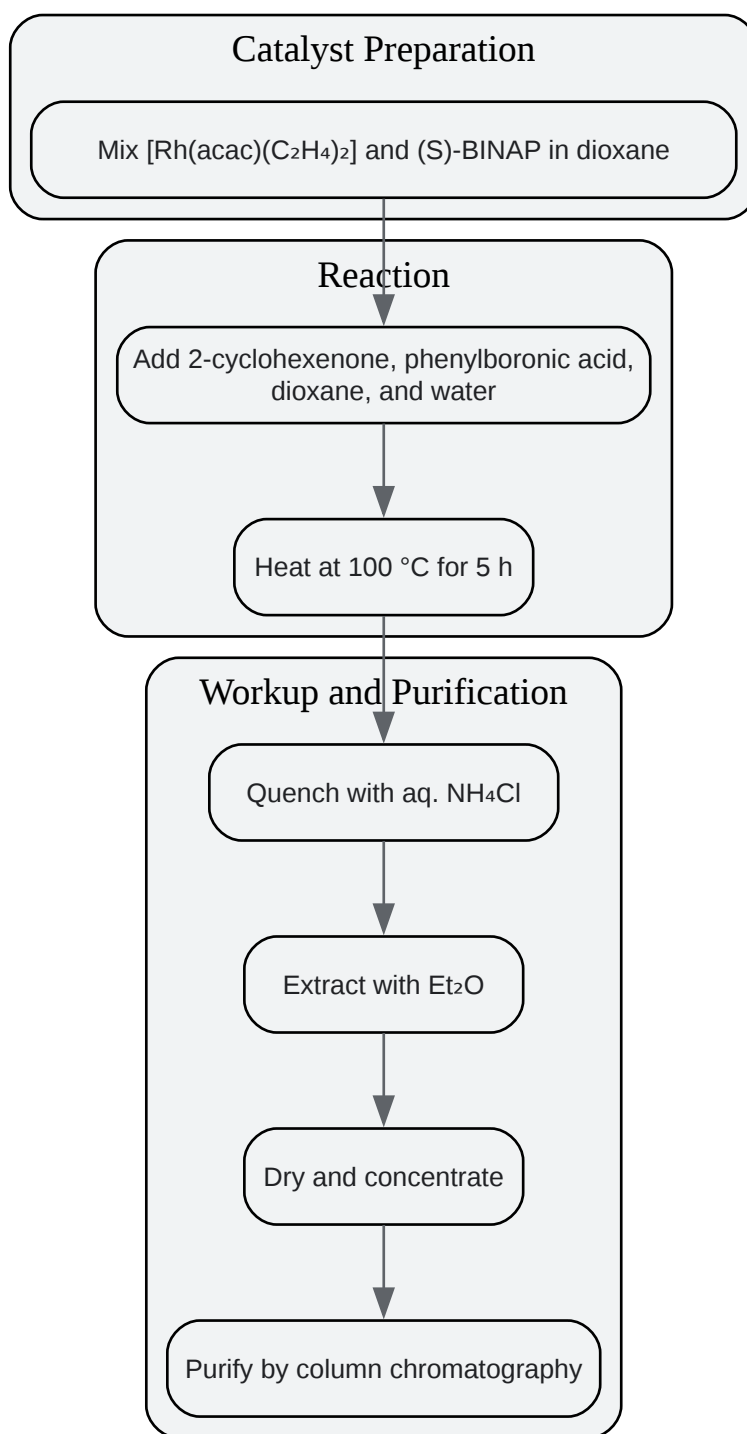 Catalyst Preparation
Mix [Rh(acac)(C₂H₄)₂] and (S)-BINAP in dioxane
Reaction
Add 2-cyclohexenone, phenylboronic acid,
dioxane, and water
Heat at 100 °C for 5 h
Workup and Purification
Quench with aq. NH₄Cl
Extract with Et₂O
Dry and concentrate
Purify by column chromatography